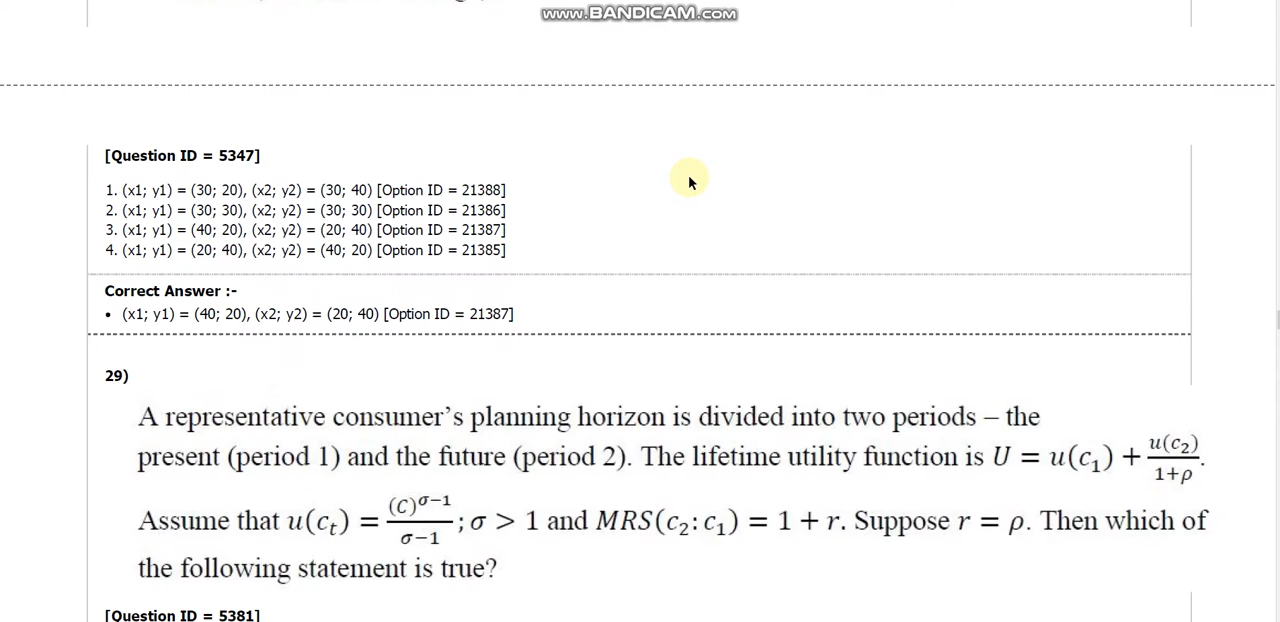 www.BANDICAM.com
[Question ID = 5347]
1. (x1; y1) = (30; 20), (x2; y2) = (30; 40) [Option ID = 21388]
2. (x1; y1) = (30; 30), (x2; y2) = (30; 30) [Option ID = 21386]
3. (x1; y1) = (40; 20), (x2; y2) = (20; 40) [Option ID = 21387]
4. (x1; y1) = (20; 40), (x2; y2) = (40; 20) [Option ID = 21385]
Correct Answer :-
• (x1; y1) = (40; 20), (x2; y2) = (20; 40) [Option ID = 21387]
29)
A representative consumer's planning horizon is divided into two periods – the
present (period 1) and the future (period 2). The lifetime utility function is U = u(c₁) + u(c₂)/1+ρ.
Assume that u(cₜ) = (C)^σ−1/σ−1; σ > 1 and MRS(c₂: c₁) = 1 + r. Suppose r = ρ. Then which of
the following statement is true?
[Question ID = 5381]